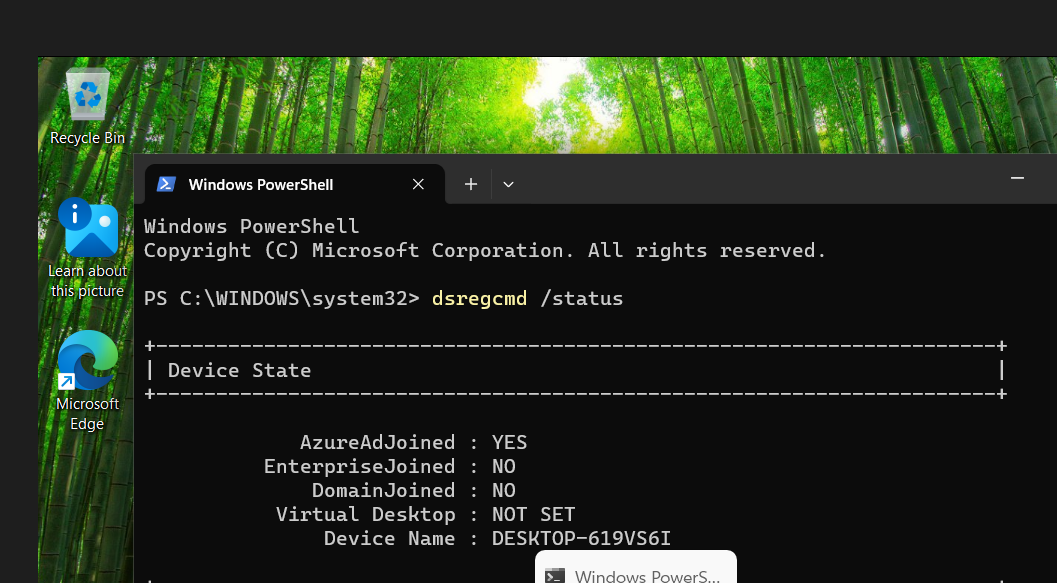 Recycle Bin
Learn about
this picture
Microsoft
Edge
Windows PowerShell
Windows PowerShell
Copyright (C) Microsoft Corporation. All rights reserved.
PS C:\WINDOWS\system32> dsregcmd /status
+----------------------------------------------------------------------+
| Device State                                                         |
+----------------------------------------------------------------------+
AzureAdJoined : YES
EnterpriseJoined : NO
DomainJoined : NO
Virtual Desktop : NOT SET
Device Name : DESKTOP-619VS6I
Windows PowerS...